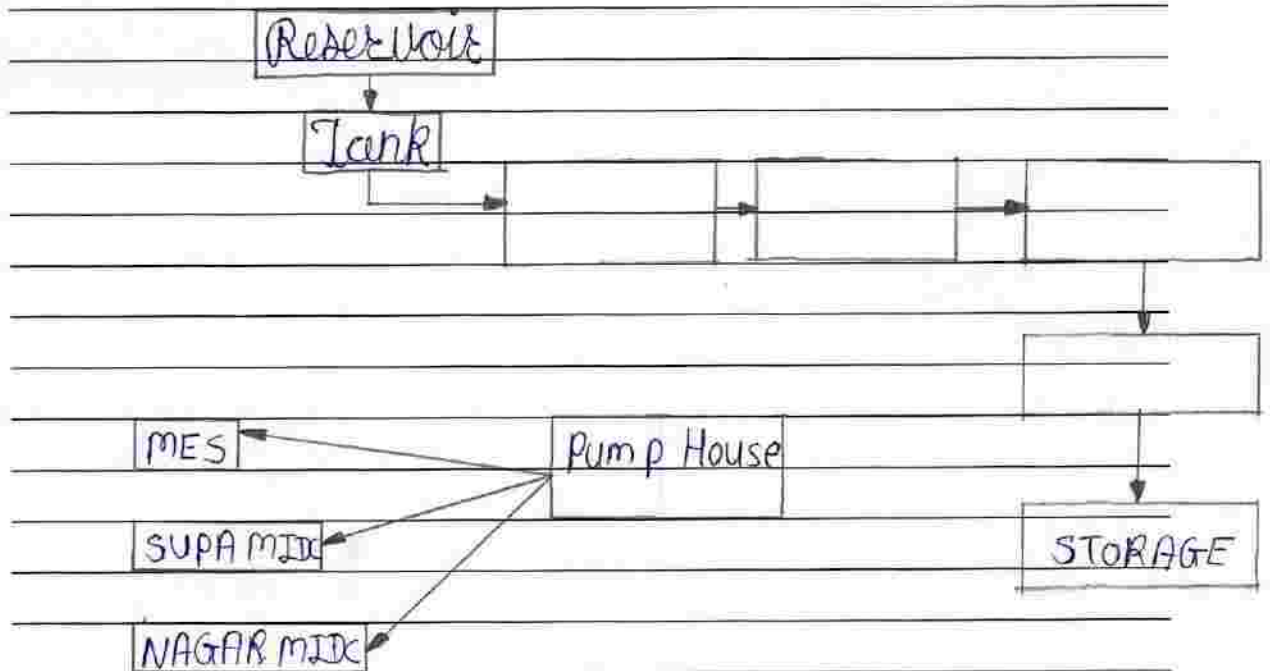 Reservoir
Tank
MES
Pump House
SUPA MIDC
STORAGE
NAGAR MIDC